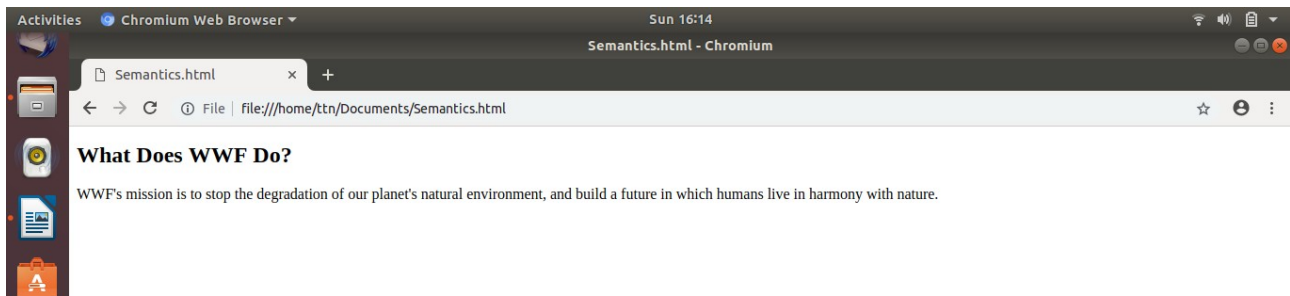 Activities Chromium Web Browser Sun 16:14
Semantics.html - Chromium
Semantics.html
File file:///home/ttn/Documents/Semantics.html
What Does WWF Do?
WWF's mission is to stop the degradation of our planet's natural environment, and build a future in which humans live in harmony with nature.